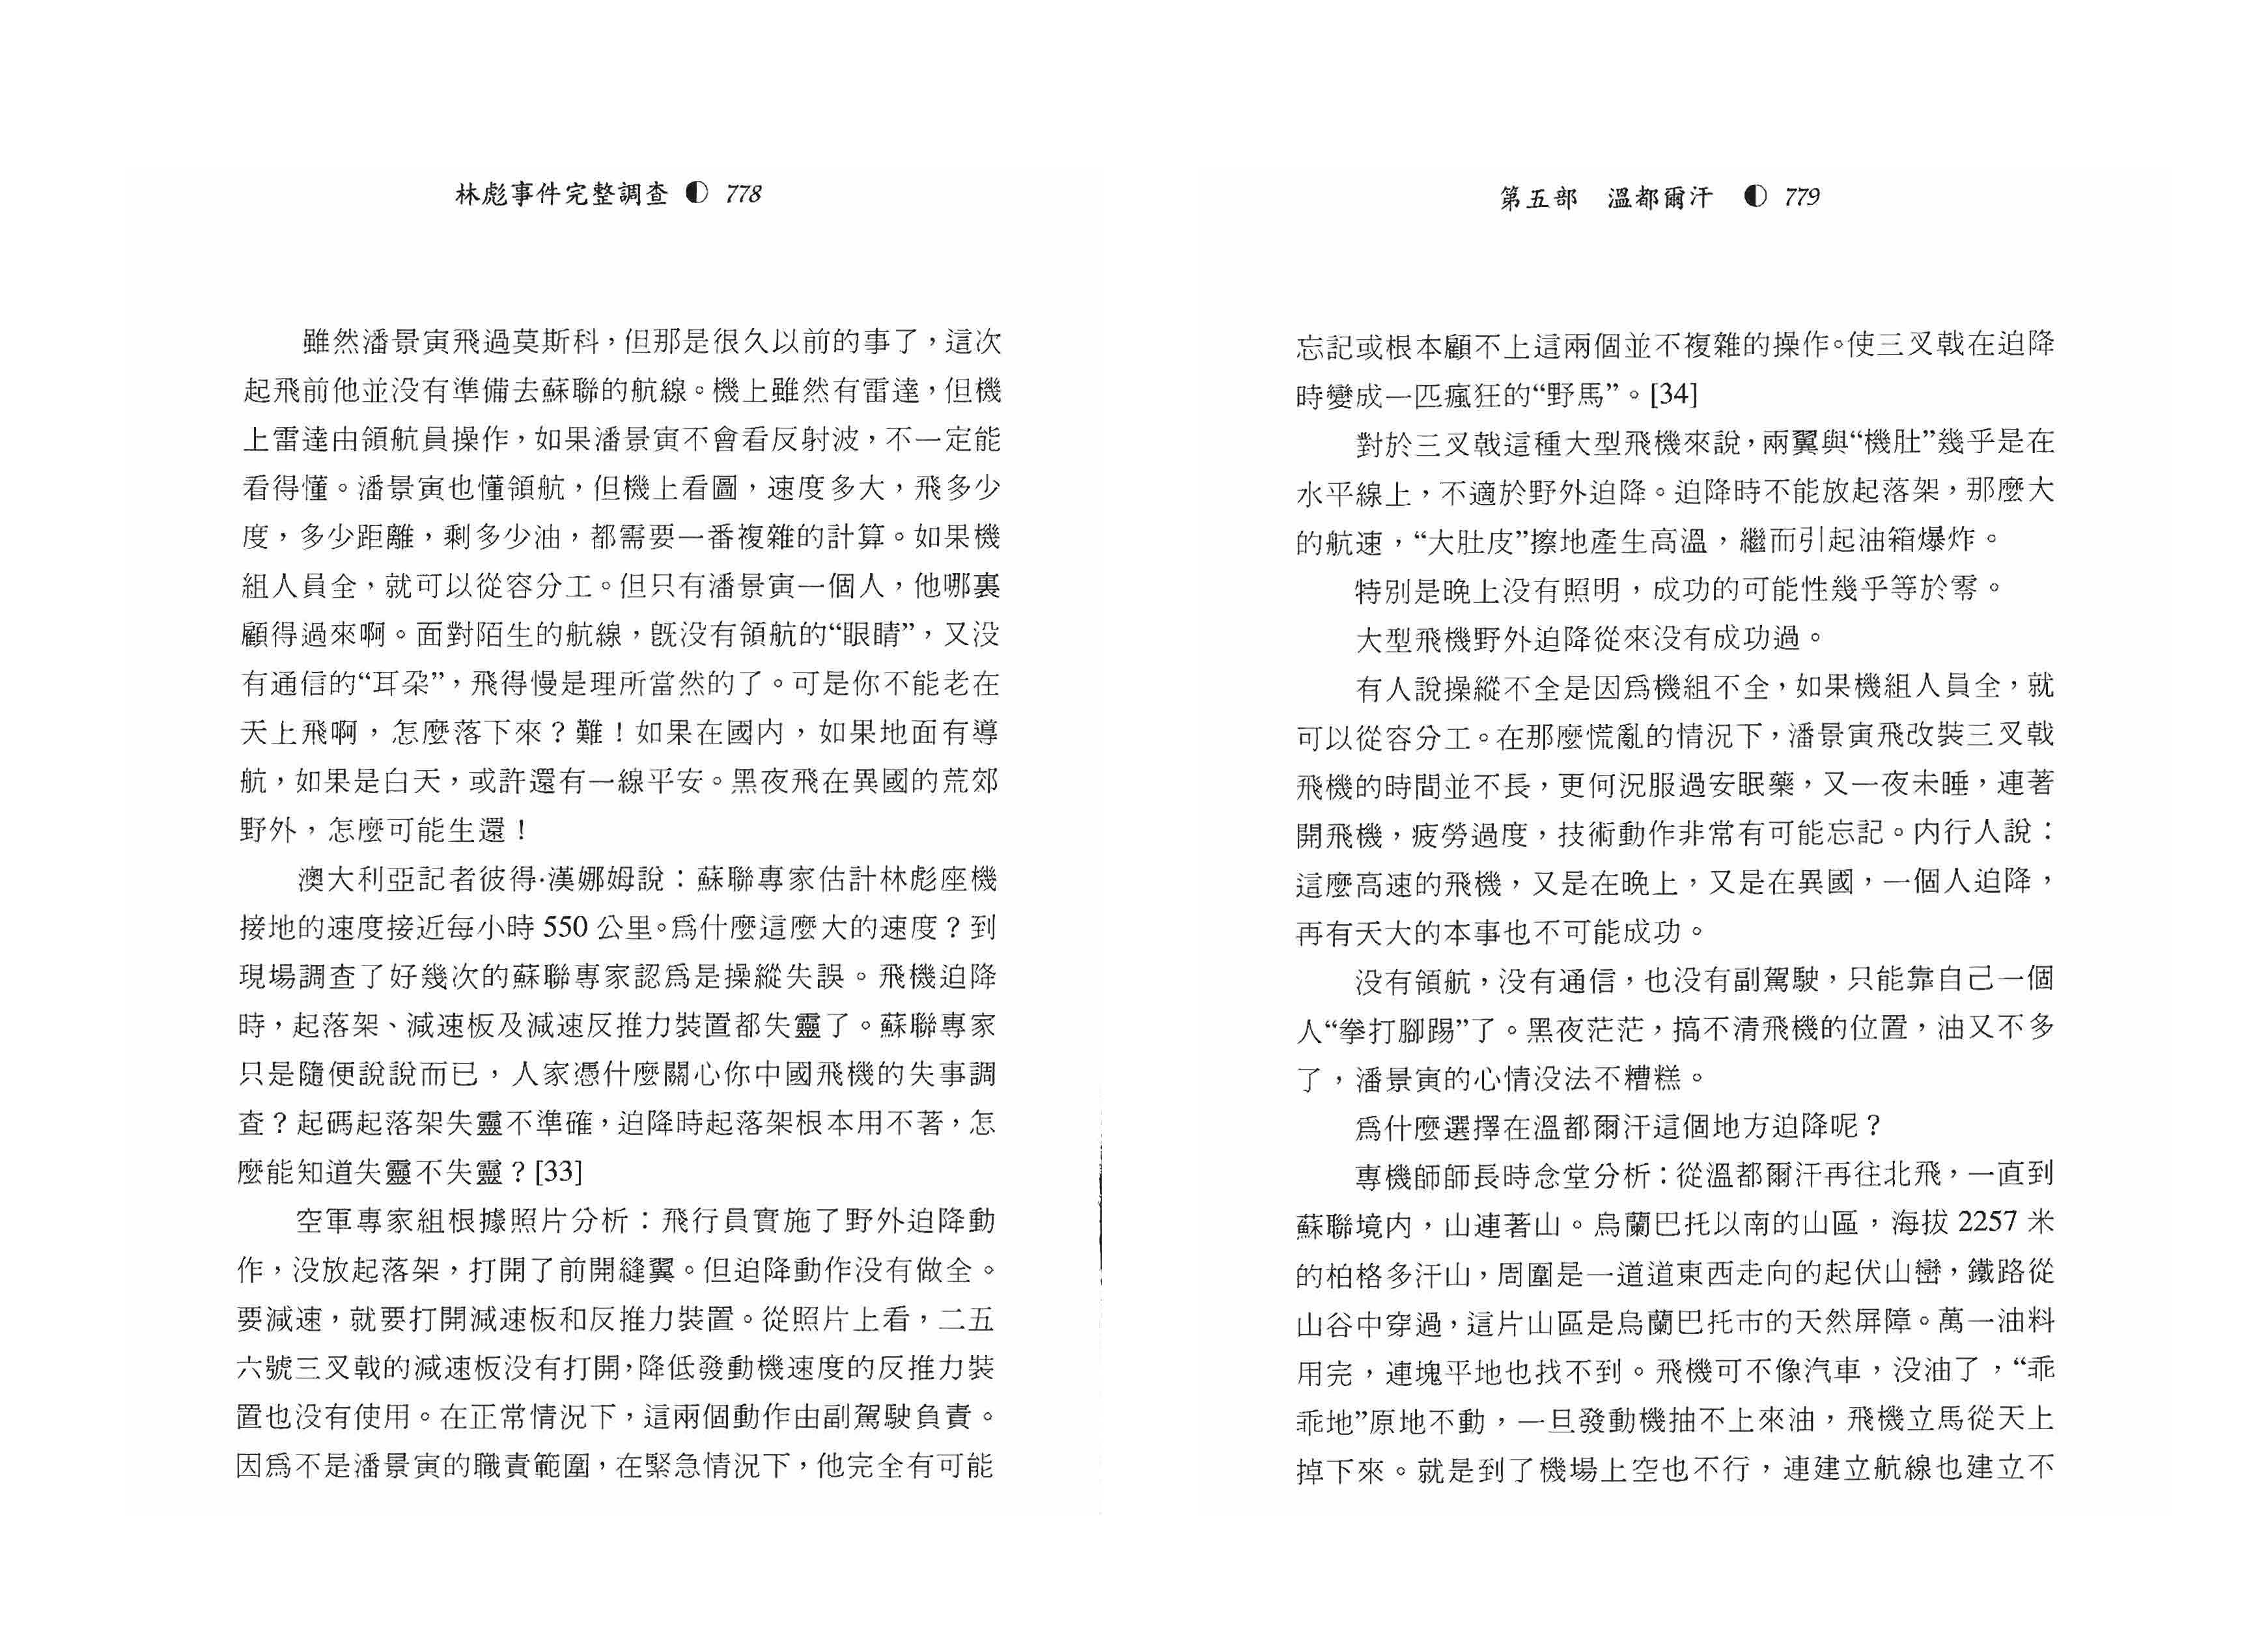 林彪事件完整調查 ◐ 778
雖然潘景寅飛過莫斯科，但那是很久以前的事了，這次
起飛前他並没有準備去蘇聯的航線。機上雖然有雷達，但機
上雷達由領航員操作，如果潘景寅不會看反射波，不一定能
看得懂。潘景寅也懂領航，但機上看圖，速度多大，飛多少
度，多少距離，剩多少油，都需要一番複雜的計算。如果機
組人員全，就可以從容分工。但只有潘景寅一個人，他哪裏
顧得過來啊。面對陌生的航線，既没有領航的“眼睛”，又没
有通信的“耳朵”，飛得慢是理所當然的了。可是你不能老在
天上飛啊，怎麼落下來？難！如果在國内，如果地面有導
航，如果是白天，或許還有一線平安。黑夜飛在異國的荒郊
野外，怎麼可能生還！
澳大利亞記者彼得·漢娜姆說：蘇聯專家估計林彪座機
接地的速度接近每小時 550 公里。爲什麼這麼大的速度？到
現場調查了好幾次的蘇聯專家認爲是操縱失誤。飛機迫降
時，起落架、減速板及減速反推力裝置都失靈了。蘇聯專家
只是隨便說說而已，人家憑什麼關心你中國飛機的失事調
查？起碼起落架失靈不準確，迫降時起落架根本用不著，怎
麼能知道失靈不失靈？[33]
空軍專家組根據照片分析：飛行員實施了野外迫降動
作，没放起落架，打開了前開縫翼。但迫降動作没有做全。
要減速，就要打開減速板和反推力裝置。從照片上看，二五
六號三叉戟的減速板没有打開，降低發動機速度的反推力裝
置也没有使用。在正常情況下，這兩個動作由副駕駛負責。
因爲不是潘景寅的職責範圍，在緊急情況下，他完全有可能
第五部 溫都爾汗 ◐ 779
忘記或根本顧不上這兩個並不複雜的操作。使三叉戟在迫降
時變成一匹瘋狂的“野馬”。[34]
對於三叉戟這種大型飛機來說，兩翼與“機肚”幾乎是在
水平線上，不適於野外迫降。迫降時不能放起落架，那麼大
的航速，“大肚皮”擦地產生高溫，繼而引起油箱爆炸。
特別是晚上没有照明，成功的可能性幾乎等於零。
大型飛機野外迫降從來没有成功過。
有人說操縱不全是因爲機組不全，如果機組人員全，就
可以從容分工。在那麼慌亂的情況下，潘景寅飛改裝三叉戟
飛機的時間並不長，更何況服過安眠藥，又一夜未睡，連著
開飛機，疲勞過度，技術動作非常有可能忘記。内行人說：
這麼高速的飛機，又是在晚上，又是在異國，一個人迫降，
再有天大的本事也不可能成功。
没有領航，没有通信，也没有副駕駛，只能靠自己一個
人“拳打腳踢”了。黑夜茫茫，搞不清飛機的位置，油又不多
了，潘景寅的心情没法不糟糕。
爲什麼選擇在溫都爾汗這個地方迫降呢？
專機師師長時念堂分析：從溫都爾汗再往北飛，一直到
蘇聯境内，山連著山。烏蘭巴托以南的山區，海拔 2257 米
的柏格多汗山，周圍是一道道東西走向的起伏山巒，鐵路從
山谷中穿過，這片山區是烏蘭巴托市的天然屏障。萬一油料
用完，連塊平地也找不到。飛機可不像汽車，没油了，“乖
乖地”原地不動，一旦發動機抽不上來油，飛機立馬從天上
掉下來。就是到了機場上空也不行，連建立航線也建立不